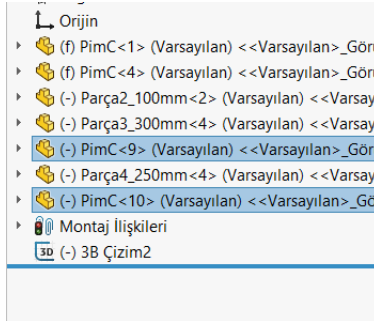 Orijin
(f) PimC<1> (Varsayılan) <<Varsayılan>_Görü
(f) PimC<4> (Varsayılan) <<Varsayılan>_Görü
(-) Parça2_100mm<2> (Varsayılan) <<Varsay
(-) Parça3_300mm<4> (Varsayılan) <<Varsay
(-) PimC<9> (Varsayılan) <<Varsayılan>_Gör
(-) Parça4_250mm<4> (Varsayılan) <<Varsay
(-) PimC<10> (Varsayılan) <<Varsayılan>_Gö
Montaj İlişkileri
3D (-) 3B Çizim2